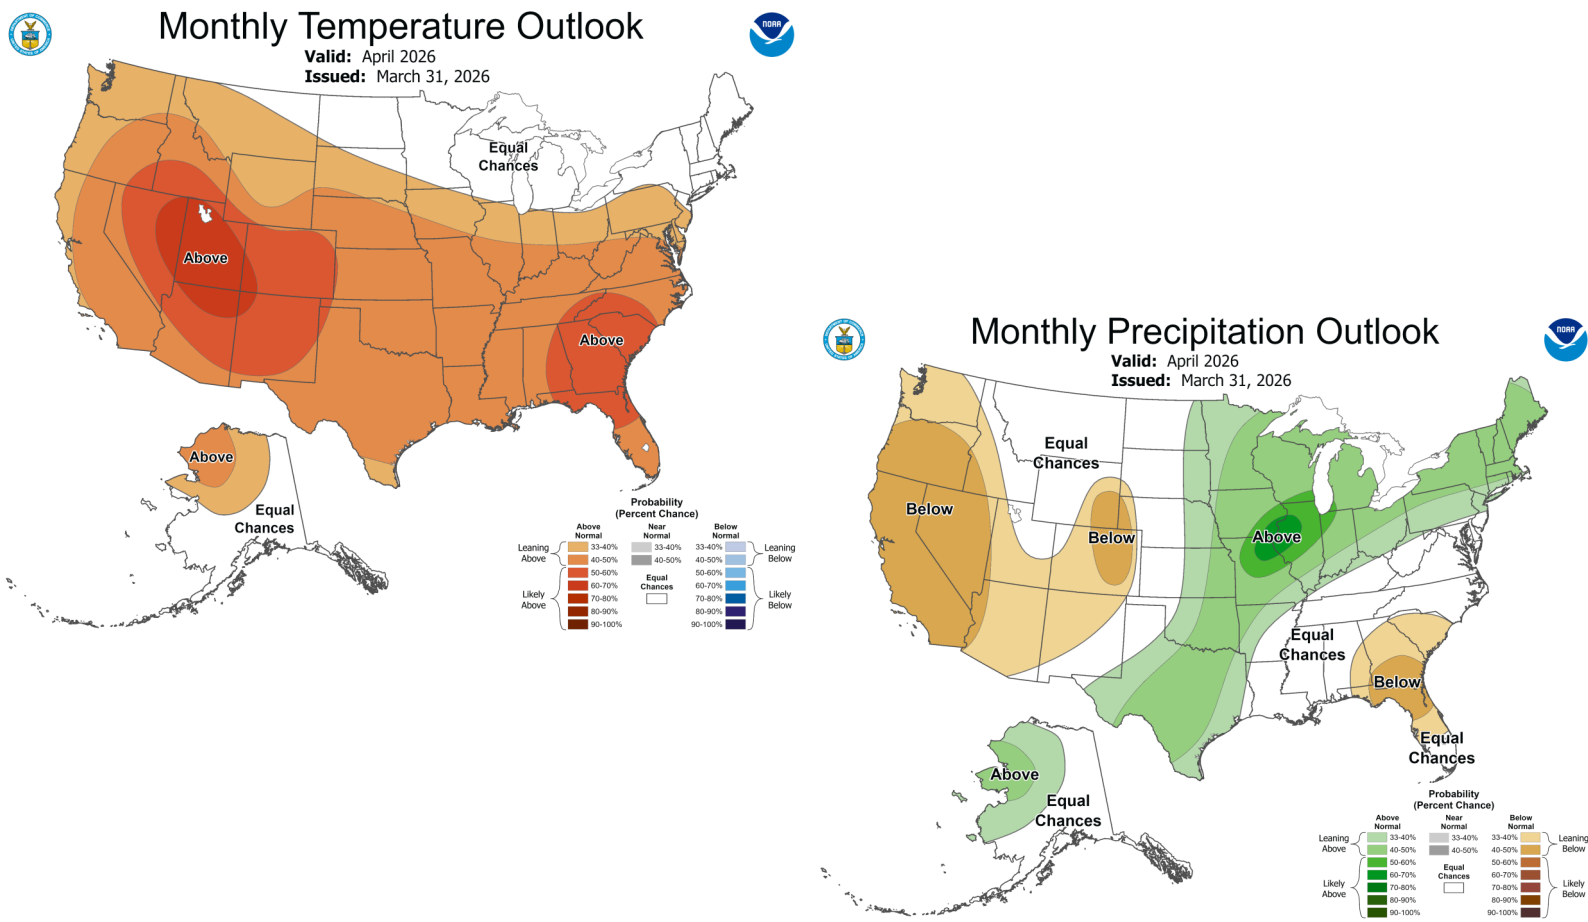 Monthly Temperature Outlook
Valid: April 2026
Issued: March 31, 2026
NOAA
Equal
Chances
Above
Above
Above
Equal
Chances
Probability
(Percent Chance)
Above
Normal
Near
Normal
Below
Normal
Leaning
Above
33-40%
33-40%
33-40%
Leaning
Below
40-50%
40-50%
40-50%
Likely
Above
50-60%
Equal
Chances
50-60%
Likely
Below
60-70%
60-70%
70-80%
70-80%
80-90%
80-90%
90-100%
90-100%
Monthly Precipitation Outlook
Valid: April 2026
Issued: March 31, 2026
NOAA
Equal
Chances
Below
Below
Above
Equal
Chances
Below
Equal
Chances
Above
Equal
Chances
Probability
(Percent Chance)
Above
Normal
Near
Normal
Below
Normal
Leaning
Above
33-40%
33-40%
33-40%
Leaning
Below
40-50%
40-50%
40-50%
Likely
Above
50-60%
Equal
Chances
50-60%
Likely
Below
60-70%
60-70%
70-80%
70-80%
80-90%
80-90%
90-100%
90-100%